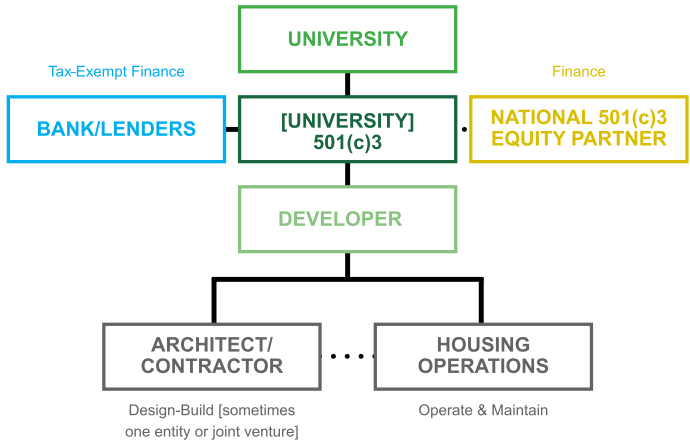 UNIVERSITY
Tax-Exempt Finance
Finance
BANK/LENDERS
[UNIVERSITY]
501(c)3
NATIONAL 501(c)3
EQUITY PARTNER
DEVELOPER
ARCHITECT/
CONTRACTOR
HOUSING
OPERATIONS
Design-Build [sometimes
one entity or joint venture]
Operate & Maintain